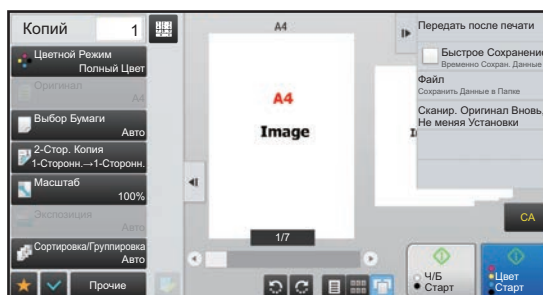 Копий 1
Цветной Режим
Полный Цвет
Оригинал
A4
Выбор Бумаги
Авто
2-Стор. Копия
1-Сторонн.→1-Сторонн.
Масштаб
100%
Экспозиция
Авто
Сортировка/Группировка
Авто
Прочие
A4
A4
Image
1/7
Передать после печати
Быстрое Сохранение
Временно Сохран. Данные
Файл
Сохранить Данные в Папке
Сканир. Оригинал Вновь,
Не меняя Установки
CA
Ч/Б
Старт
Цвет
Старт